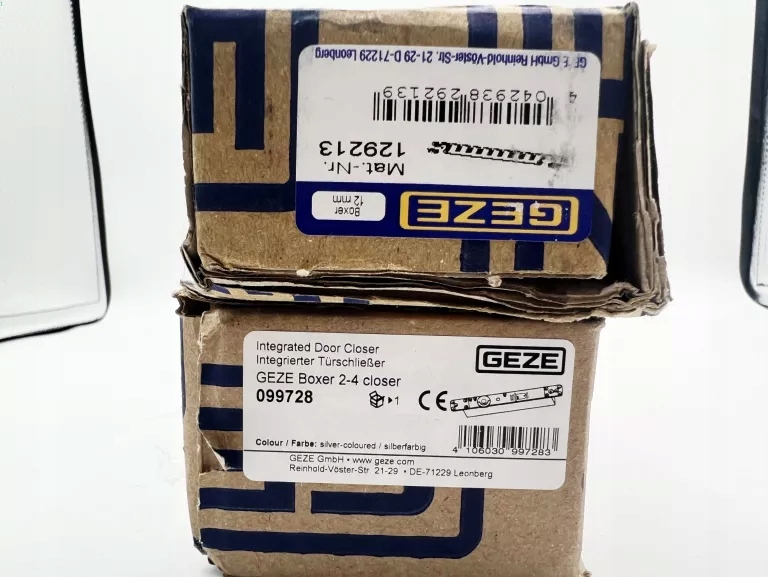 GEZE GmbH Reinhold-Vöster-Str. 21-29 D-71229 Leonberg
4 042938 292139
Mat.-Nr.
129213
Boxer
12 mm
GEZE
Integrated Door Closer
Integrierter Türschließer
GEZE
GEZE Boxer 2-4 closer
099728
1
CE
Colour / Farbe: silver-coloured / silberfarbig
4 106030 997283
GEZE GmbH • www.geze.com
Reinhold-Vöster-Str. 21-29 • DE-71229 Leonberg